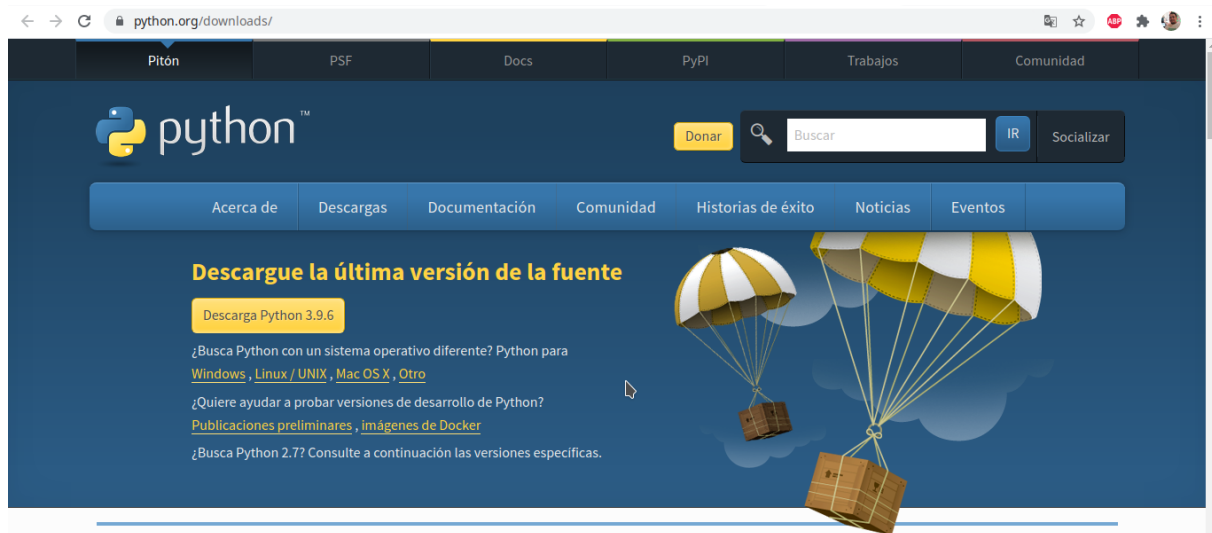 python.org/downloads/
ABP
Pitón PSF Docs PyPI Trabajos Comunidad
python™
Donar Buscar IR Socializar
Acerca de Descargas Documentación Comunidad Historias de éxito Noticias Eventos
Descargue la última versión de la fuente
Descarga Python 3.9.6
¿Busca Python con un sistema operativo diferente? Python para
Windows , Linux / UNIX , Mac OS X , Otro
¿Quiere ayudar a probar versiones de desarrollo de Python?
Publicaciones preliminares , imágenes de Docker
¿Busca Python 2.7? Consulte a continuación las versiones específicas.